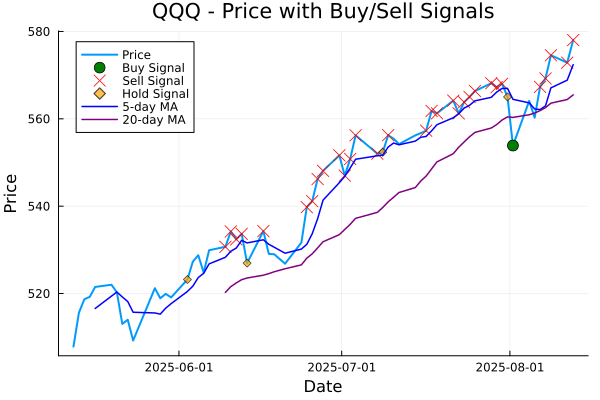 QQQ - Price with Buy/Sell Signals
580
560
540
520
Price
Price
Buy Signal
Sell Signal
Hold Signal
5-day MA
20-day MA
2025-06-01
2025-07-01
2025-08-01
Date